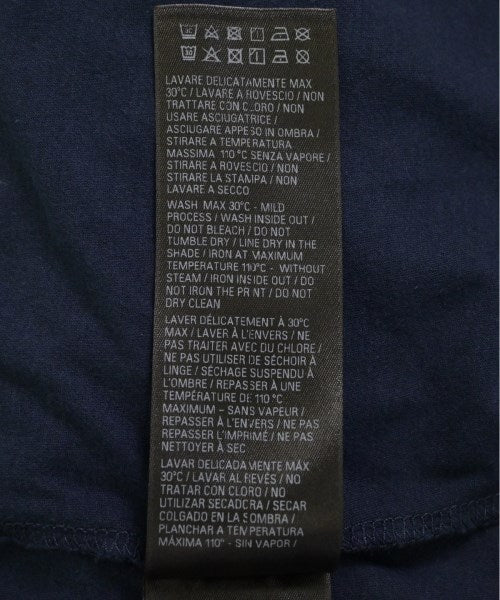 LAVARE DELICATAMENTE MAX
30°C / LAVARE A ROVESCIO / NON
TRATTARE CON CLORO / NON
USARE ASCIUGATRICE /
ASCIUGARE APPESO IN OMBRA /
STIRARE A TEMPERATURA
MASSIMA 110°C SENZA VAPORE /
STIRARE A ROVESCIO / NON
STIRARE LA STAMPA / NON
LAVARE A SECCO
WASH MAX 30°C - MILD
PROCESS / WASH INSIDE OUT /
DO NOT BLEACH / DO NOT
TUMBLE DRY / LINE DRY IN THE
SHADE / IRON AT MAXIMUM
TEMPERATURE 110°C - WITHOUT
STEAM / IRON INSIDE OUT / DO
NOT IRON THE PRINT / DO NOT
DRY CLEAN
LAVER DÉLICATEMENT À 30°C
MAX / LAVER À L'ENVERS / NE
PAS TRAITER AVEC DU CHLORE /
NE PAS UTILISER DE SÉCHOIR À
LINGE / SÉCHAGE SUSPENDU À
L'OMBRE / REPASSER À UNE
TEMPÉRATURE DE 110°C
MAXIMUM - SANS VAPEUR /
REPASSER À L'ENVERS / NE PAS
REPASSER L'IMPRIMÉ / NE PAS
NETTOYER À SEC
LAVAR DELICADAMENTE MÁX
30°C / LAVAR AL REVÉS / NO
TRATAR CON CLORO / NO
UTILIZAR SECADORA / SECAR
COLGADO EN LA SOMBRA /
PLANCHAR A TEMPERATURA
MÁXIMA 110° - SIN VAPOR /